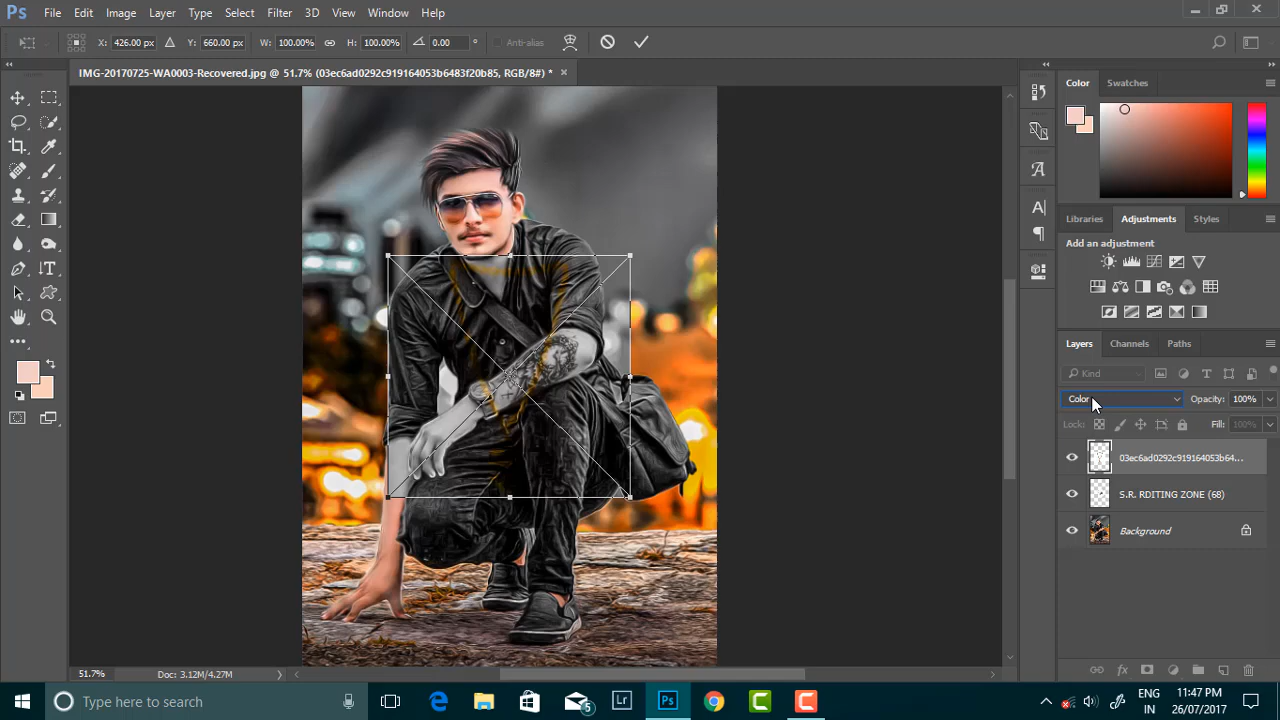 Ps File Edit Image Layer Type Select Filter 3D View Window Help
X: 426.00 px Y: 660.00 px W: 100.00% H: 100.00% 0.00 Anti-alias
IMG-20170725-WA0003-Recovered.jpg @ 51.7% (03ec6ad0292c919164053b6483f20b85, RGB/8#) *
Color Swatches
Libraries Adjustments Styles
Add an adjustment
Layers Channels Paths
Kind
Color Opacity: 100%
Lock: Fill: 100%
03ec6ad0292c919164053b64...
S.R. RDITING ZONE (68)
Background
51.7% Doc: 3.12M/4.27M
Type here to search
5
Lr
Ps
C
C
ENG
IN
11:47 PM
26/07/2017